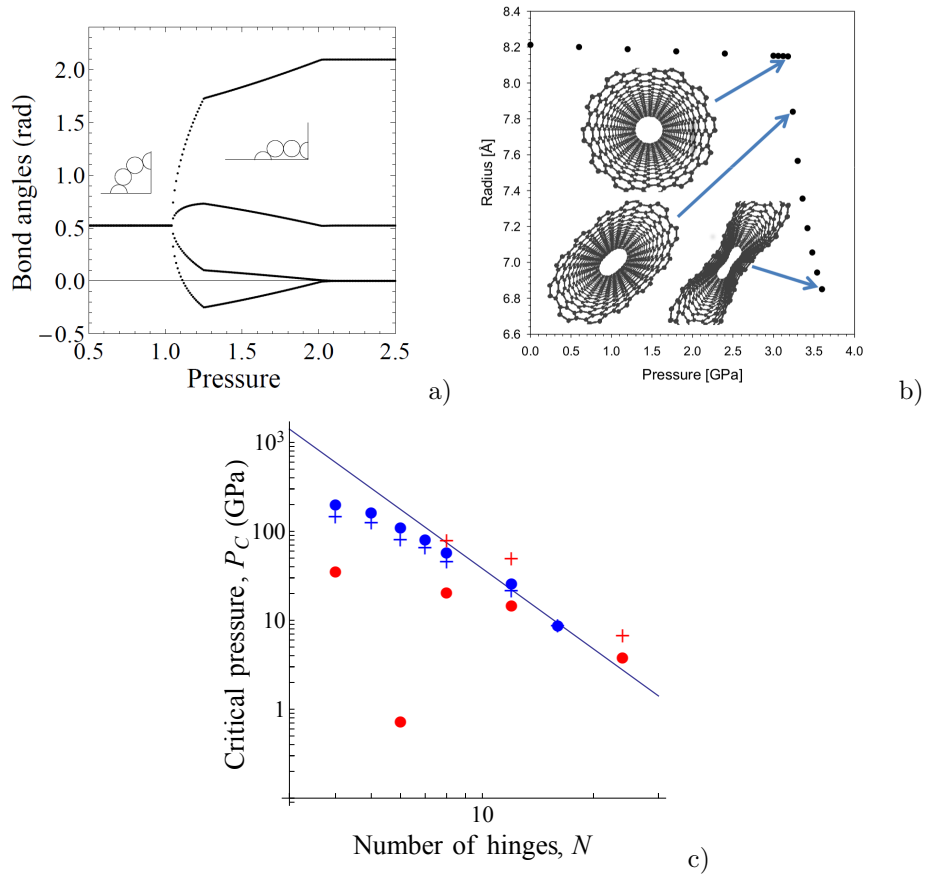 2.0
1.5
1.0
0.5
0.0
−0.5
Bond angles (rad)
0.5 1.0 1.5 2.0 2.5
Pressure
a)
8.4
8.2
8.0
7.8
7.6
7.4
7.2
7.0
6.8
6.6
Radius [Å]
0.0 0.5 1.0 1.5 2.0 2.5 3.0 3.5 4.0
Pressure [GPa]
b)
10³
100
10
1
Critical pressure, P_C (GPa)
10
Number of hinges, N
c)